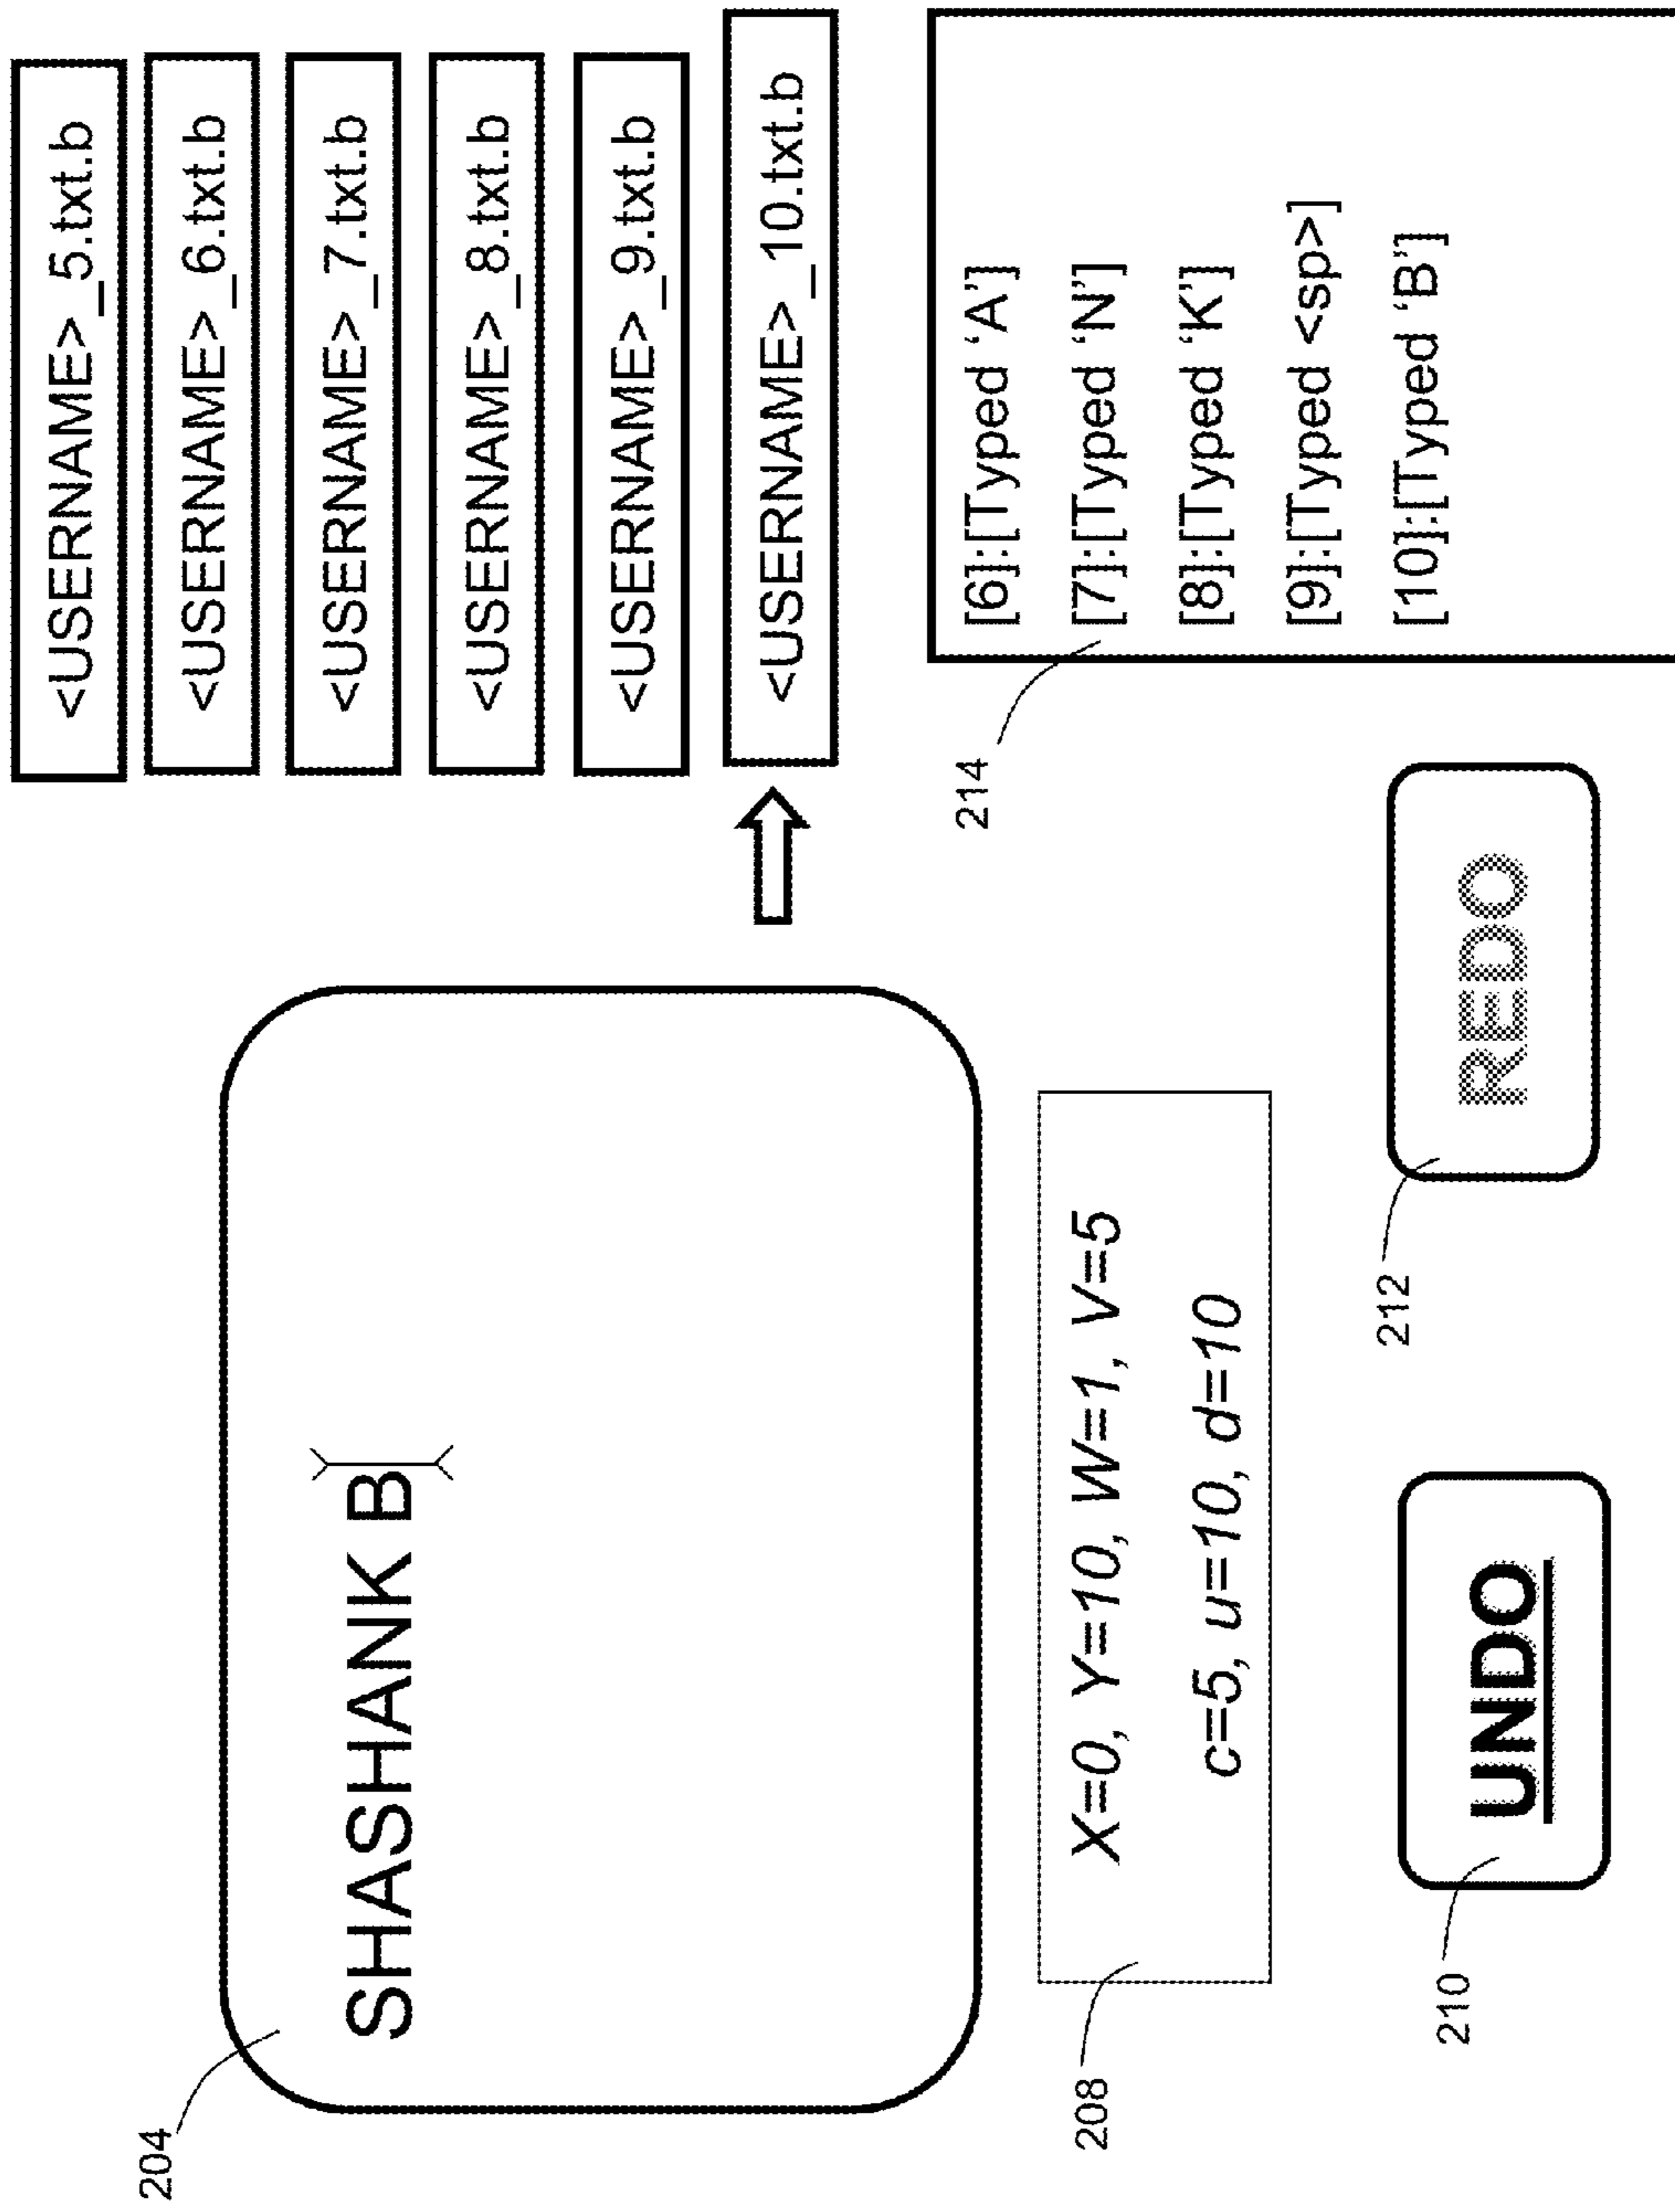 204
SHASHANK B
<USERNAME>_5.txt.b
<USERNAME>_6.txt.b
<USERNAME>_7.txt.b
<USERNAME>_8.txt.b
<USERNAME>_9.txt.b
<USERNAME>_10.txt.b
208
X=0, Y=10, W=1, V=5
c=5, u=10, d=10
214
[6]:[Typed ‘A’]
[7]:[Typed ‘N’]
[8]:[Typed ‘K’]
[9]:[Typed <sp>]
[10]:[Typed ‘B’]
210
UNDO
212
REDO